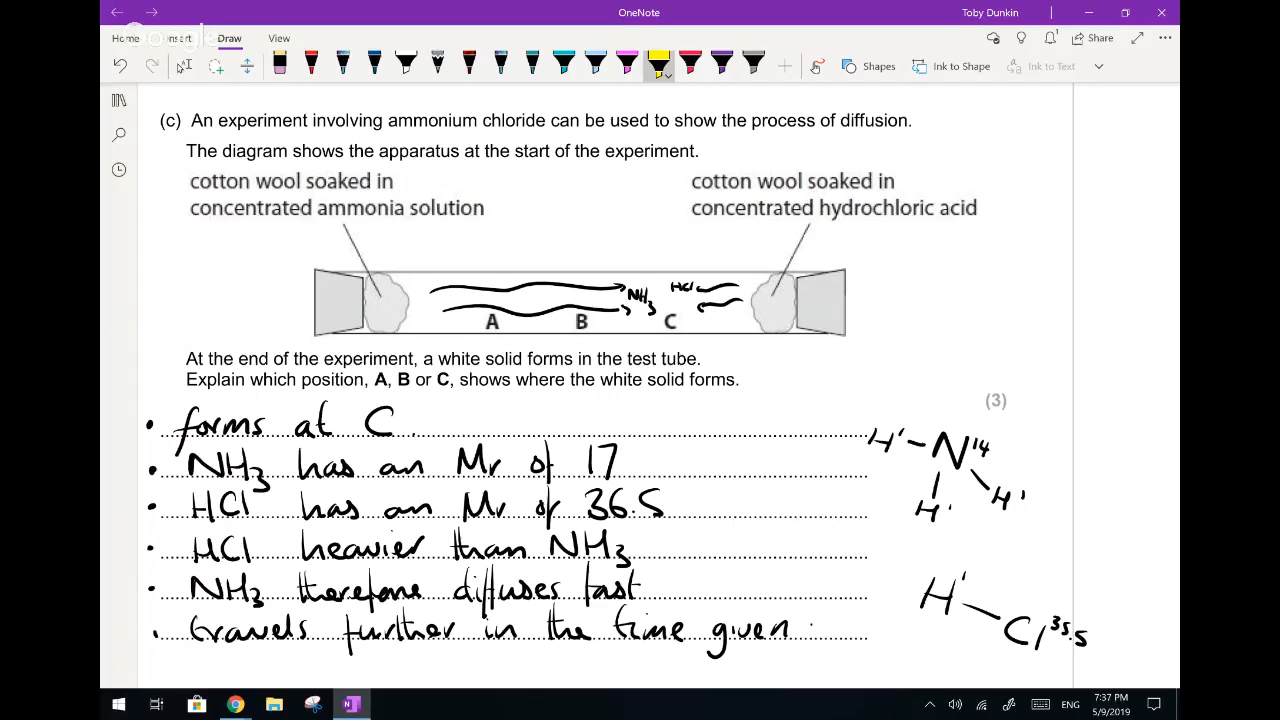 OneNote
Toby Dunkin
Home Insert Draw View
Google
Share
Shapes
Ink to Shape
Ink to Text
(c) An experiment involving ammonium chloride can be used to show the process of diffusion.
The diagram shows the apparatus at the start of the experiment.
cotton wool soaked in
concentrated ammonia solution
cotton wool soaked in
concentrated hydrochloric acid
NH3 HCl
A B C
At the end of the experiment, a white solid forms in the test tube.
Explain which position, A, B or C, shows where the white solid forms.
(3)
• forms at C.
• NH3 has an Mr of 17
• HCl has an Mr of 36.5
• HCl heavier than NH3
• NH3 therefore diffuses fast
• travels further in the time given.
H1 N14
H1 H1
H1
Cl35.5
ENG
7:37 PM
5/9/2019